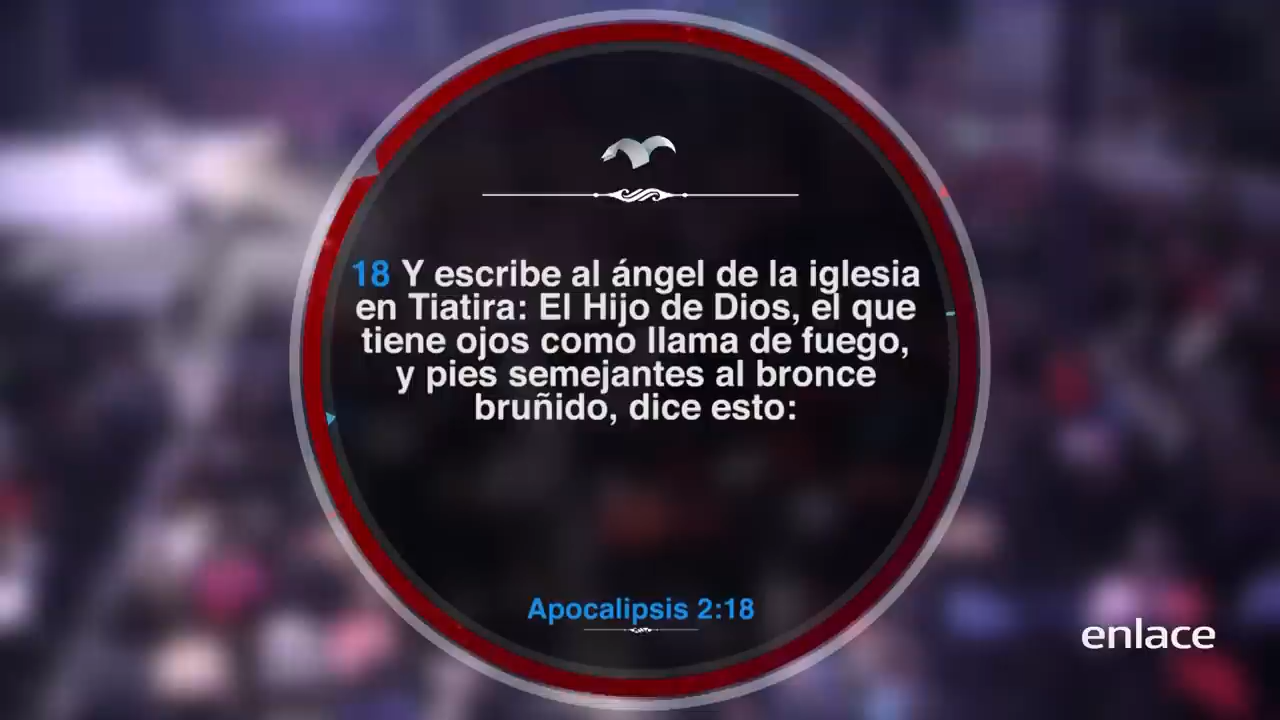 18 Y escribe al ángel de la iglesia
en Tiatira: El Hijo de Dios, el que
tiene ojos como llama de fuego,
y pies semejantes al bronce
bruñido, dice esto:
Apocalipsis 2:18
enlace